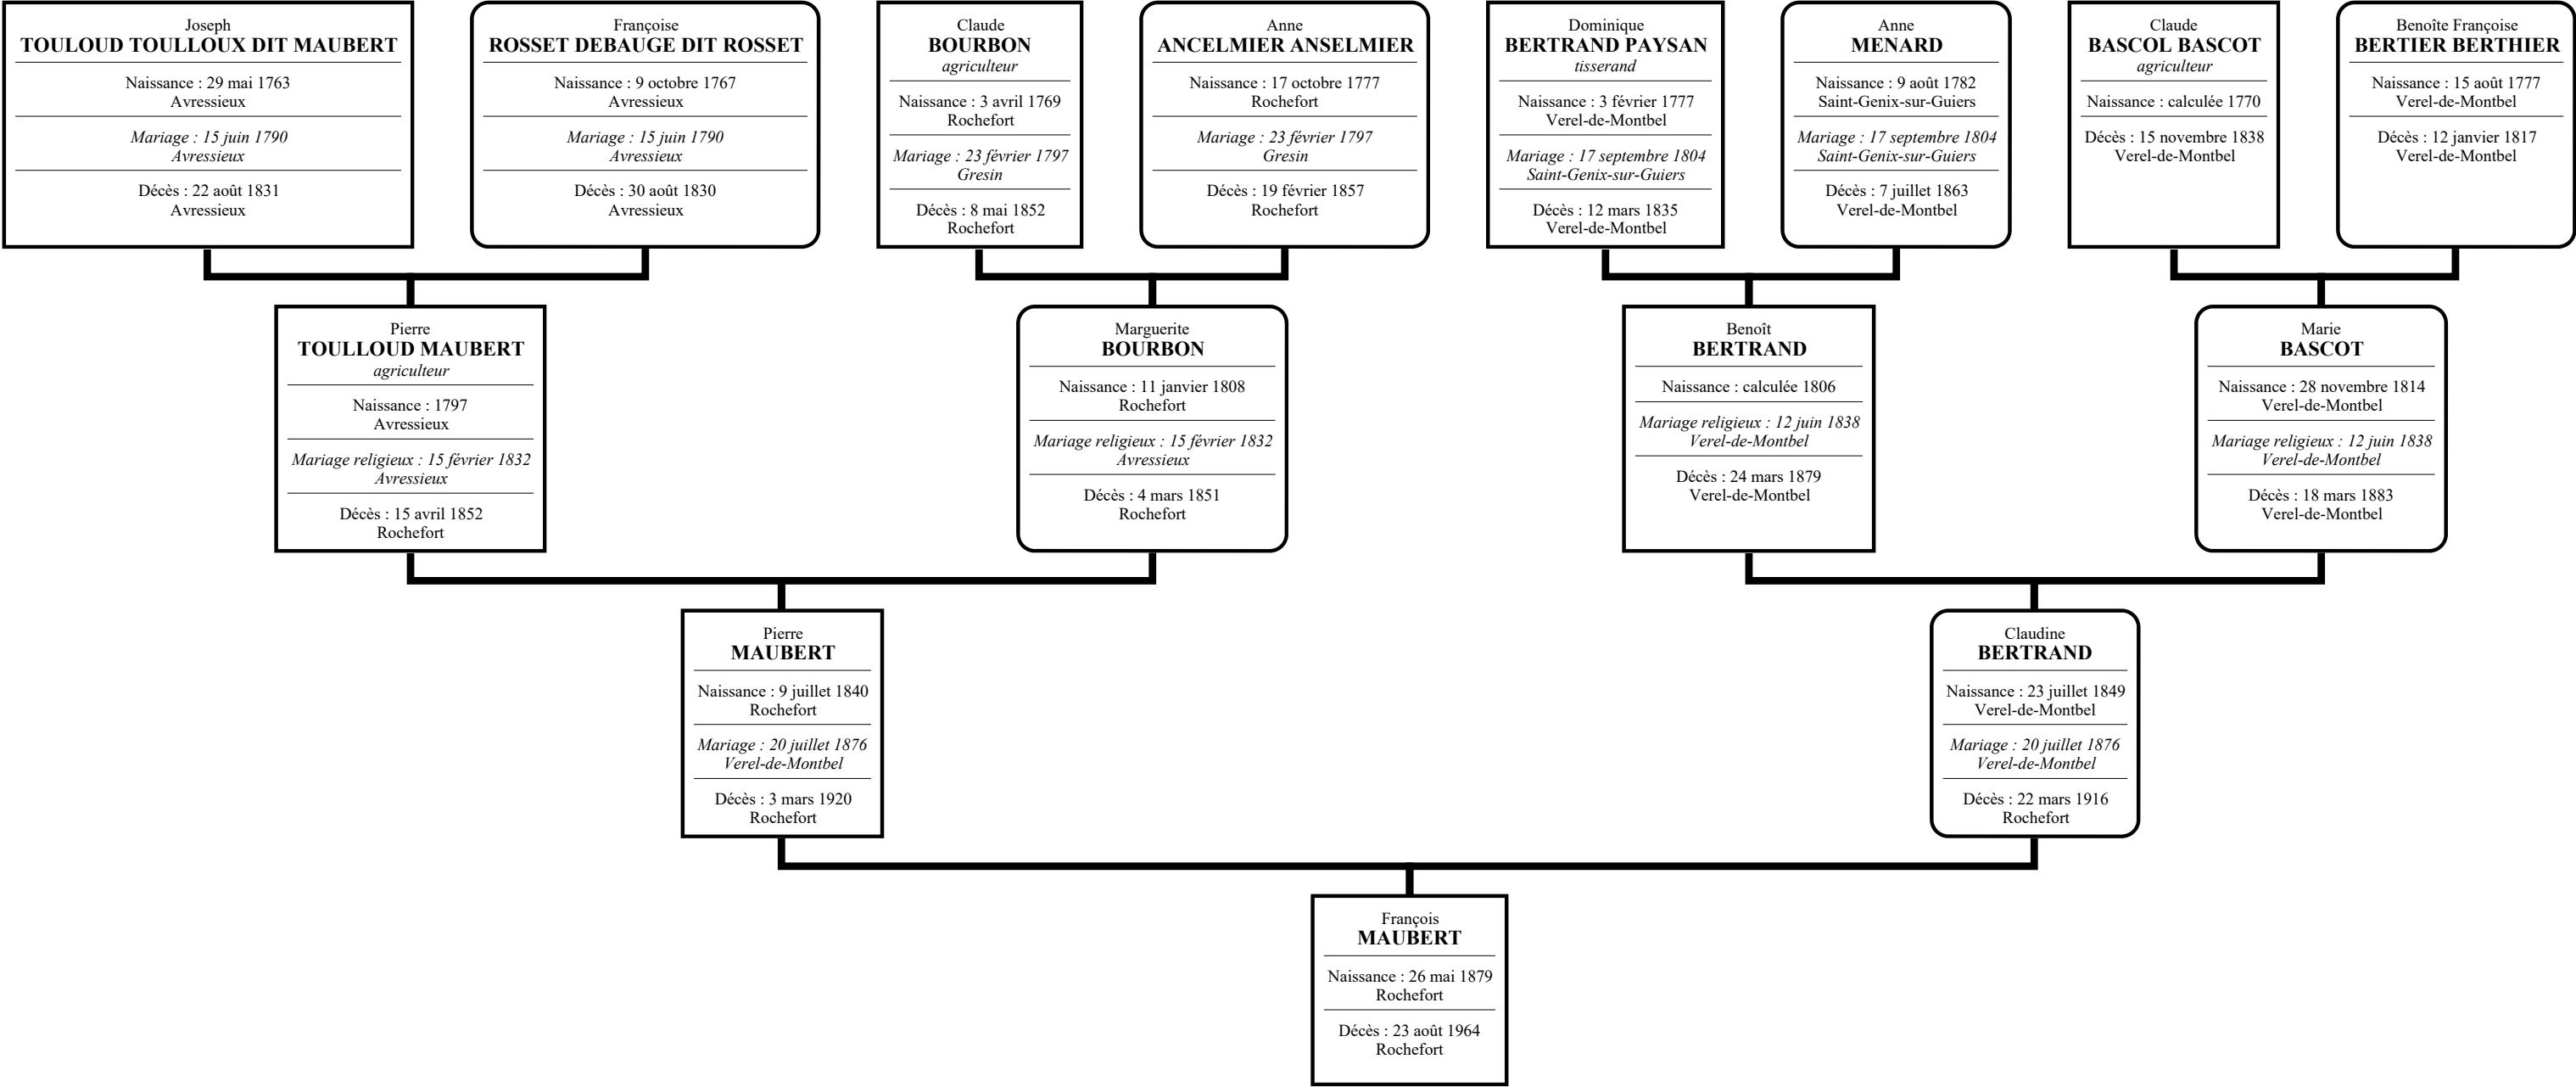 Joseph
TOULOUD TOULLOUX DIT MAUBERT
Naissance : 29 mai 1763
Avressieux
Mariage : 15 juin 1790
Avressieux
Décès : 22 août 1831
Avressieux
Françoise
ROSSET DEBAUGE DIT ROSSET
Naissance : 9 octobre 1767
Avressieux
Mariage : 15 juin 1790
Avressieux
Décès : 30 août 1830
Avressieux
Claude
BOURBON
agriculteur
Naissance : 3 avril 1769
Rochefort
Mariage : 23 février 1797
Gresin
Décès : 8 mai 1852
Rochefort
Anne
ANCELMIER ANSELMIER
Naissance : 17 octobre 1777
Rochefort
Mariage : 23 février 1797
Gresin
Décès : 19 février 1857
Rochefort
Dominique
BERTRAND PAYSAN
tisserand
Naissance : 3 février 1777
Verel-de-Montbel
Mariage : 17 septembre 1804
Saint-Genix-sur-Guiers
Décès : 12 mars 1835
Verel-de-Montbel
Anne
MENARD
Naissance : 9 août 1782
Saint-Genix-sur-Guiers
Mariage : 17 septembre 1804
Saint-Genix-sur-Guiers
Décès : 7 juillet 1863
Verel-de-Montbel
Claude
BASCOL BASCOT
agriculteur
Naissance : calculée 1770
Décès : 15 novembre 1838
Verel-de-Montbel
Benoîte Françoise
BERTIER BERTHIER
Naissance : 15 août 1777
Verel-de-Montbel
Décès : 12 janvier 1817
Verel-de-Montbel
Pierre
TOULLOUD MAUBERT
agriculteur
Naissance : 1797
Avressieux
Mariage religieux : 15 février 1832
Avressieux
Décès : 15 avril 1852
Rochefort
Marguerite
BOURBON
Naissance : 11 janvier 1808
Rochefort
Mariage religieux : 15 février 1832
Avressieux
Décès : 4 mars 1851
Rochefort
Benoît
BERTRAND
Naissance : calculée 1806
Mariage religieux : 12 juin 1838
Verel-de-Montbel
Décès : 24 mars 1879
Verel-de-Montbel
Marie
BASCOT
Naissance : 28 novembre 1814
Verel-de-Montbel
Mariage religieux : 12 juin 1838
Verel-de-Montbel
Décès : 18 mars 1883
Verel-de-Montbel
Pierre
MAUBERT
Naissance : 9 juillet 1840
Rochefort
Mariage : 20 juillet 1876
Verel-de-Montbel
Décès : 3 mars 1920
Rochefort
Claudine
BERTRAND
Naissance : 23 juillet 1849
Verel-de-Montbel
Mariage : 20 juillet 1876
Verel-de-Montbel
Décès : 22 mars 1916
Rochefort
François
MAUBERT
Naissance : 26 mai 1879
Rochefort
Décès : 23 août 1964
Rochefort